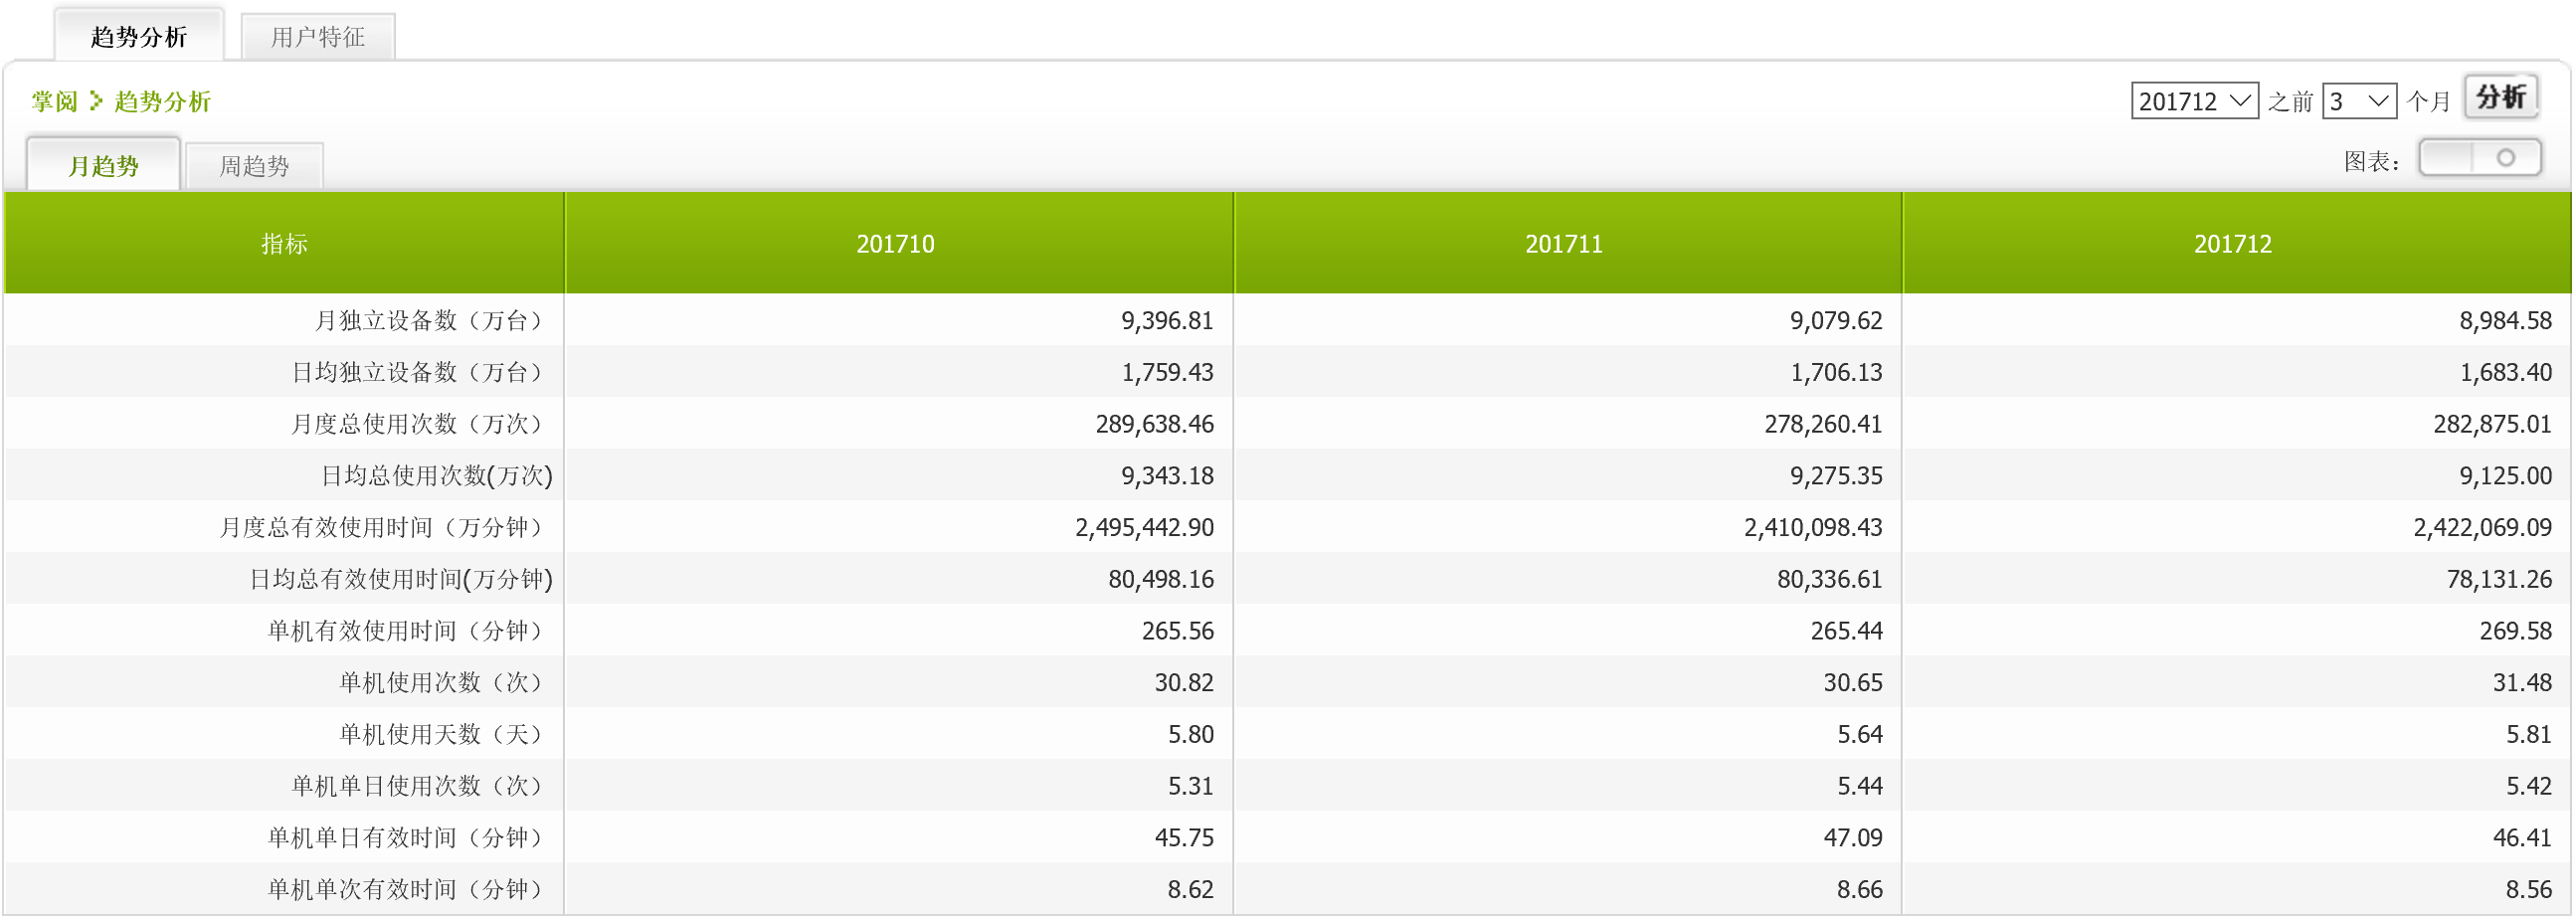 趋势分析 用户特征
掌阅 > 趋势分析 201712 之前 3 个月 分析
月趋势 周趋势 图表：
指标 201710 201711 201712
月独立设备数（万台） 9,396.81 9,079.62 8,984.58
日均独立设备数（万台） 1,759.43 1,706.13 1,683.40
月度总使用次数（万次） 289,638.46 278,260.41 282,875.01
日均总使用次数(万次) 9,343.18 9,275.35 9,125.00
月度总有效使用时间（万分钟） 2,495,442.90 2,410,098.43 2,422,069.09
日均总有效使用时间(万分钟) 80,498.16 80,336.61 78,131.26
单机有效使用时间（分钟） 265.56 265.44 269.58
单机使用次数（次） 30.82 30.65 31.48
单机使用天数（天） 5.80 5.64 5.81
单机单日使用次数（次） 5.31 5.44 5.42
单机单日有效时间（分钟） 45.75 47.09 46.41
单机单次有效时间（分钟） 8.62 8.66 8.56